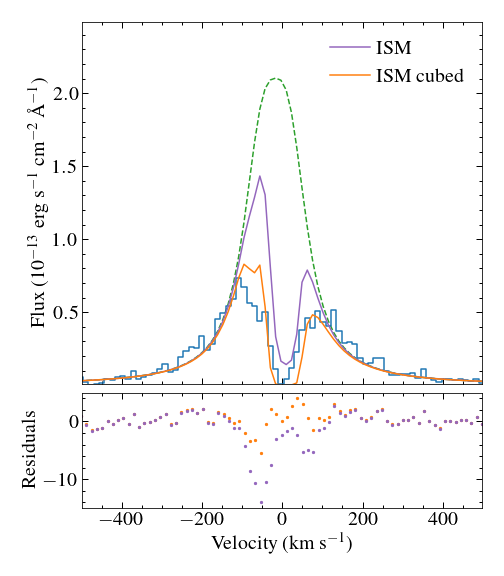 ISM
ISM cubed
2.0
1.5
1.0
0.5
Flux (10⁻¹³ erg s⁻¹ cm⁻² Å⁻¹)
0
−10
Residuals
−400 −200 0 200 400
Velocity (km s⁻¹)